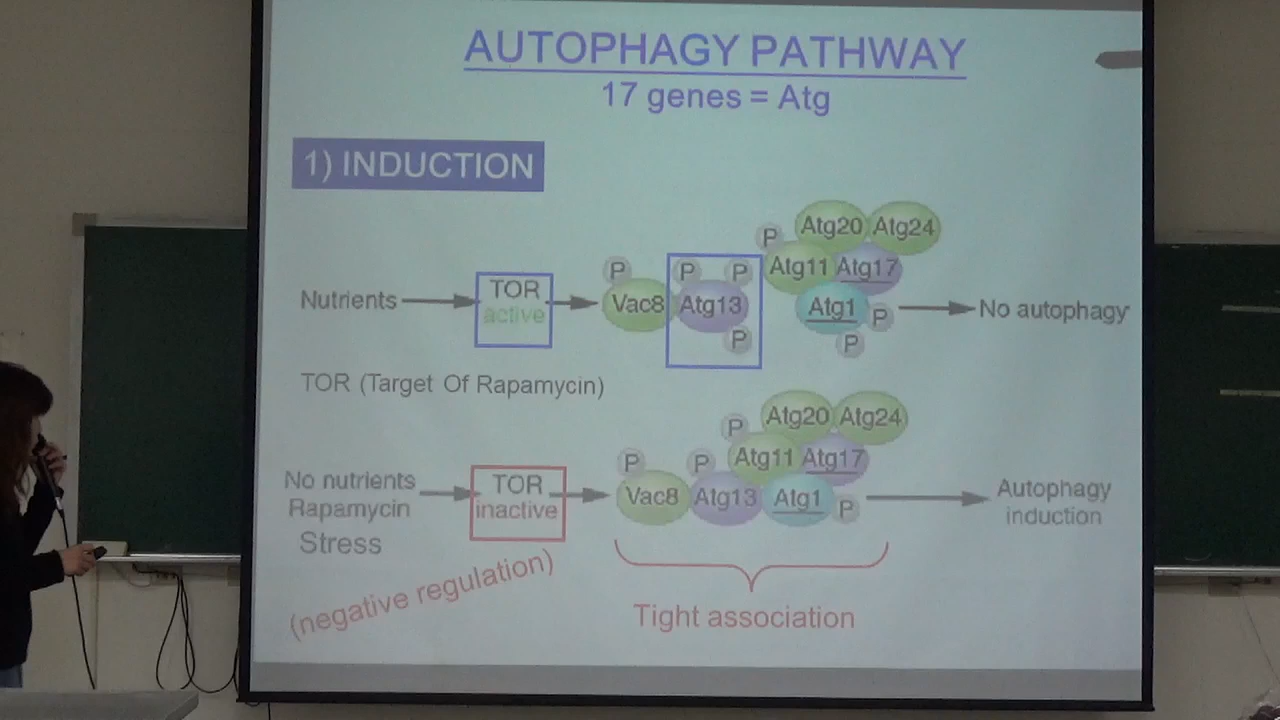 AUTOPHAGY PATHWAY
17 genes = Atg
1) INDUCTION
Nutrients
TOR
active
P
Vac8
P
P
Atg13
P
P
Atg20
Atg24
Atg11
Atg17
Atg1
P
P
No autophagy
TOR (Target Of Rapamycin)
No nutrients
Rapamycin
Stress
TOR
inactive
P
Vac8
P
Atg13
P
Atg20
Atg24
Atg11
Atg17
Atg1
P
Autophagy
induction
(negative regulation)
Tight association